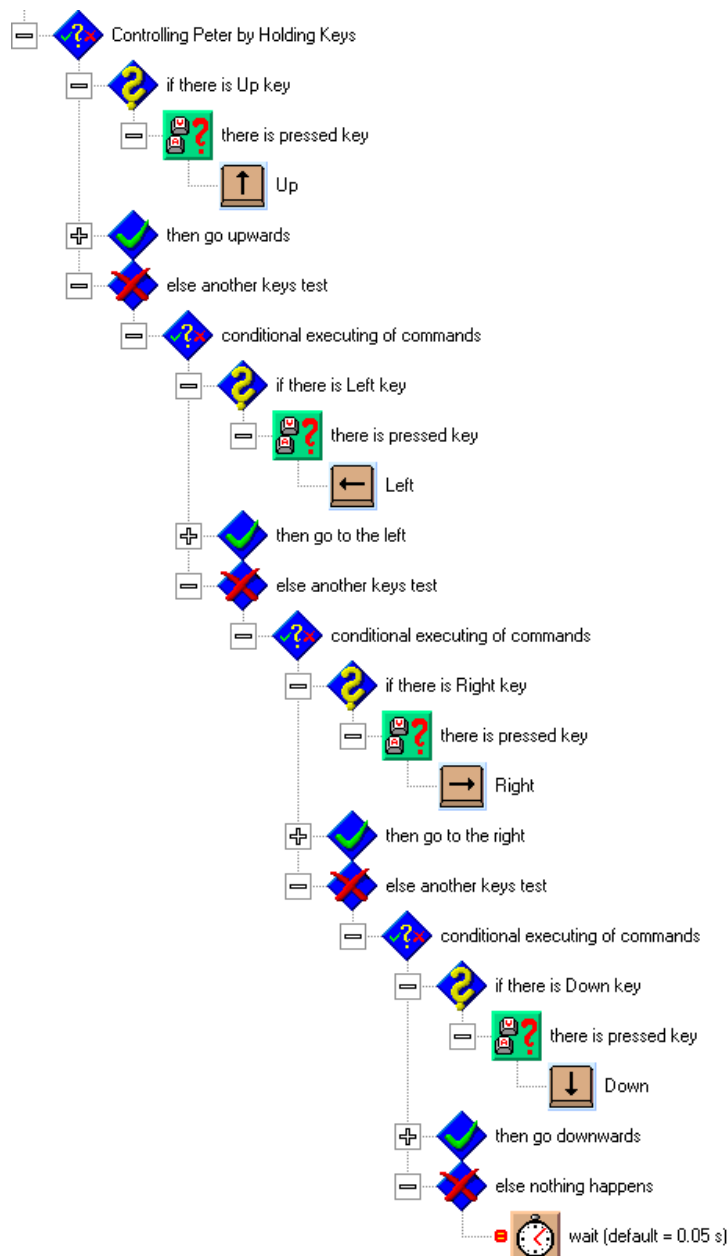 Controlling Peter by Holding Keys
if there is Up key
there is pressed key
Up
then go upwards
else another keys test
conditional executing of commands
if there is Left key
there is pressed key
Left
then go to the left
else another keys test
conditional executing of commands
if there is Right key
there is pressed key
Right
then go to the right
else another keys test
conditional executing of commands
if there is Down key
there is pressed key
Down
then go downwards
else nothing happens
wait (default = 0.05 s)